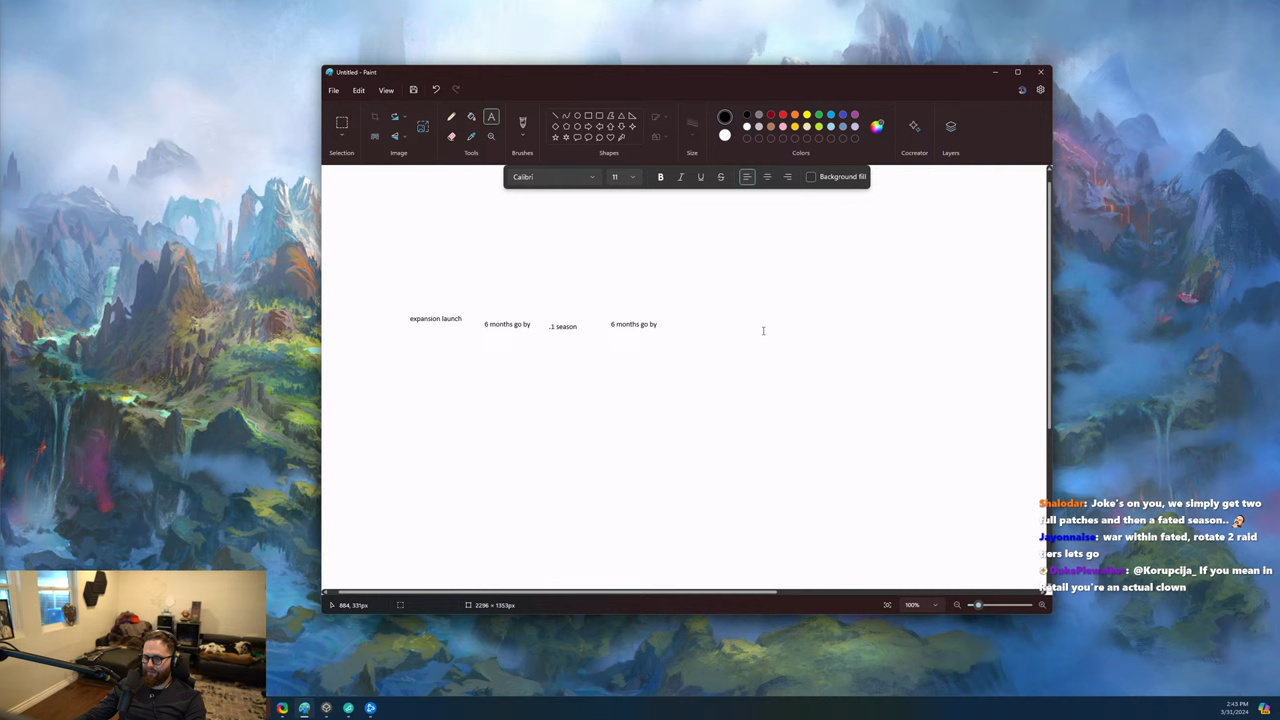 Untitled - Paint
File Edit View
Selection Image Tools Brushes Shapes Size Colors Cocreator Layers
Calibri 11 B I U S Background fill
expansion launch
6 months go by
.1 season
6 months go by
Shalodar: Joke's on you, we simply get two
full patches and then a fated season..
Jayonnaise: war within fated, rotate 2 raid
tiers lets go
@Korupcija_ If you mean in
retail you're an actual clown
884, 331px 2296 × 1353px 100%
2:43 PM
3/31/2024